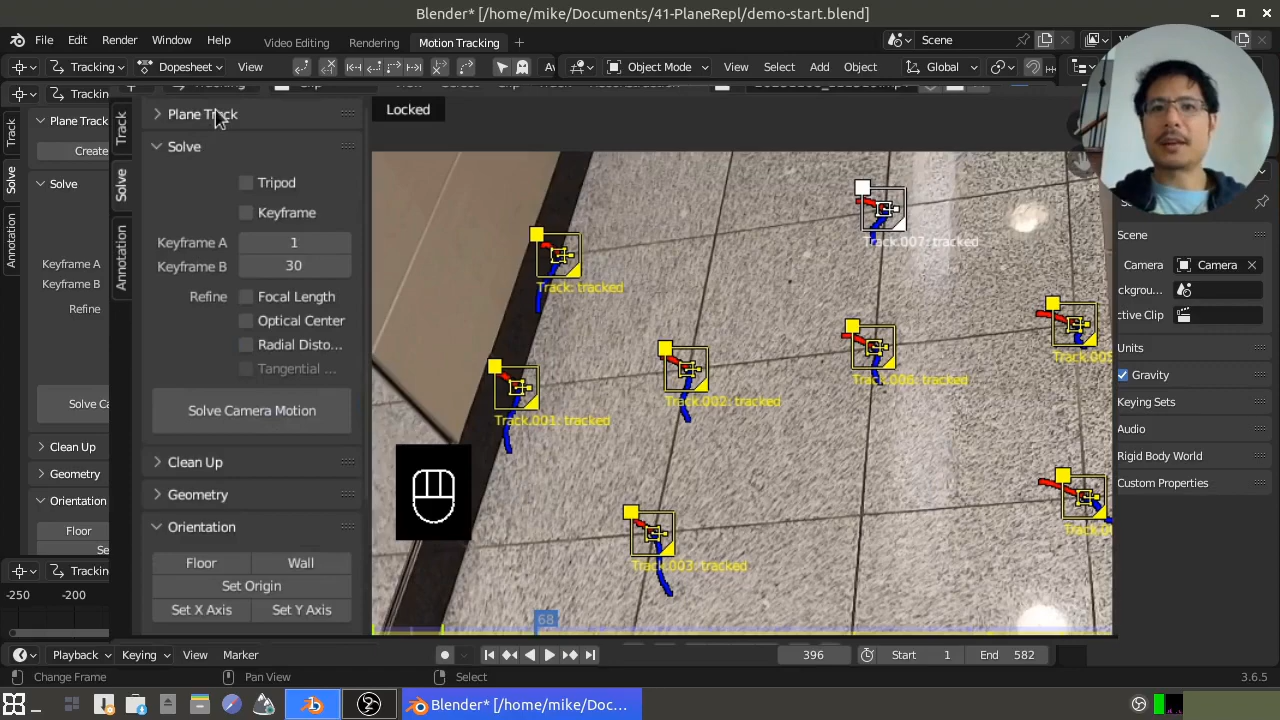 Blender* [/home/mike/Documents/41-PlaneRepl/demo-start.blend]
File Edit Render Window Help
Video Editing Rendering Motion Tracking
Scene
Tracking Dopesheet View
Object Mode View Select Add Object Global
Tracking
Locked
Plane Track
Create
Solve
Keyframe A
Keyframe B
Clean Up
Geometry
Orientation
Floor
Tracking
-250 -200
Track
Solve
Annotation
Track
Solve
Annotation
Plane Track
Solve
Tripod
Keyframe
Keyframe A 1
Keyframe B 30
Refine Focal Length
Optical Center
Radial Disto...
Tangential ...
Solve Camera Motion
Clean Up
Geometry
Orientation
Floor Wall
Set Origin
Set X Axis Set Y Axis
Track.007: tracked
Track: tracked
Track.006: tracked
Track.002: tracked
Track.001: tracked
Track.003: tracked
68
Scene
Camera Camera
Backgrou...
ctive Clip
Units
Gravity
Keying Sets
Audio
Rigid Body World
Custom Properties
Playback Keying View Marker
396 Start 1 End 582
Change Frame Pan View Select 3.6.5
Blender* [/home/mike/Doc...